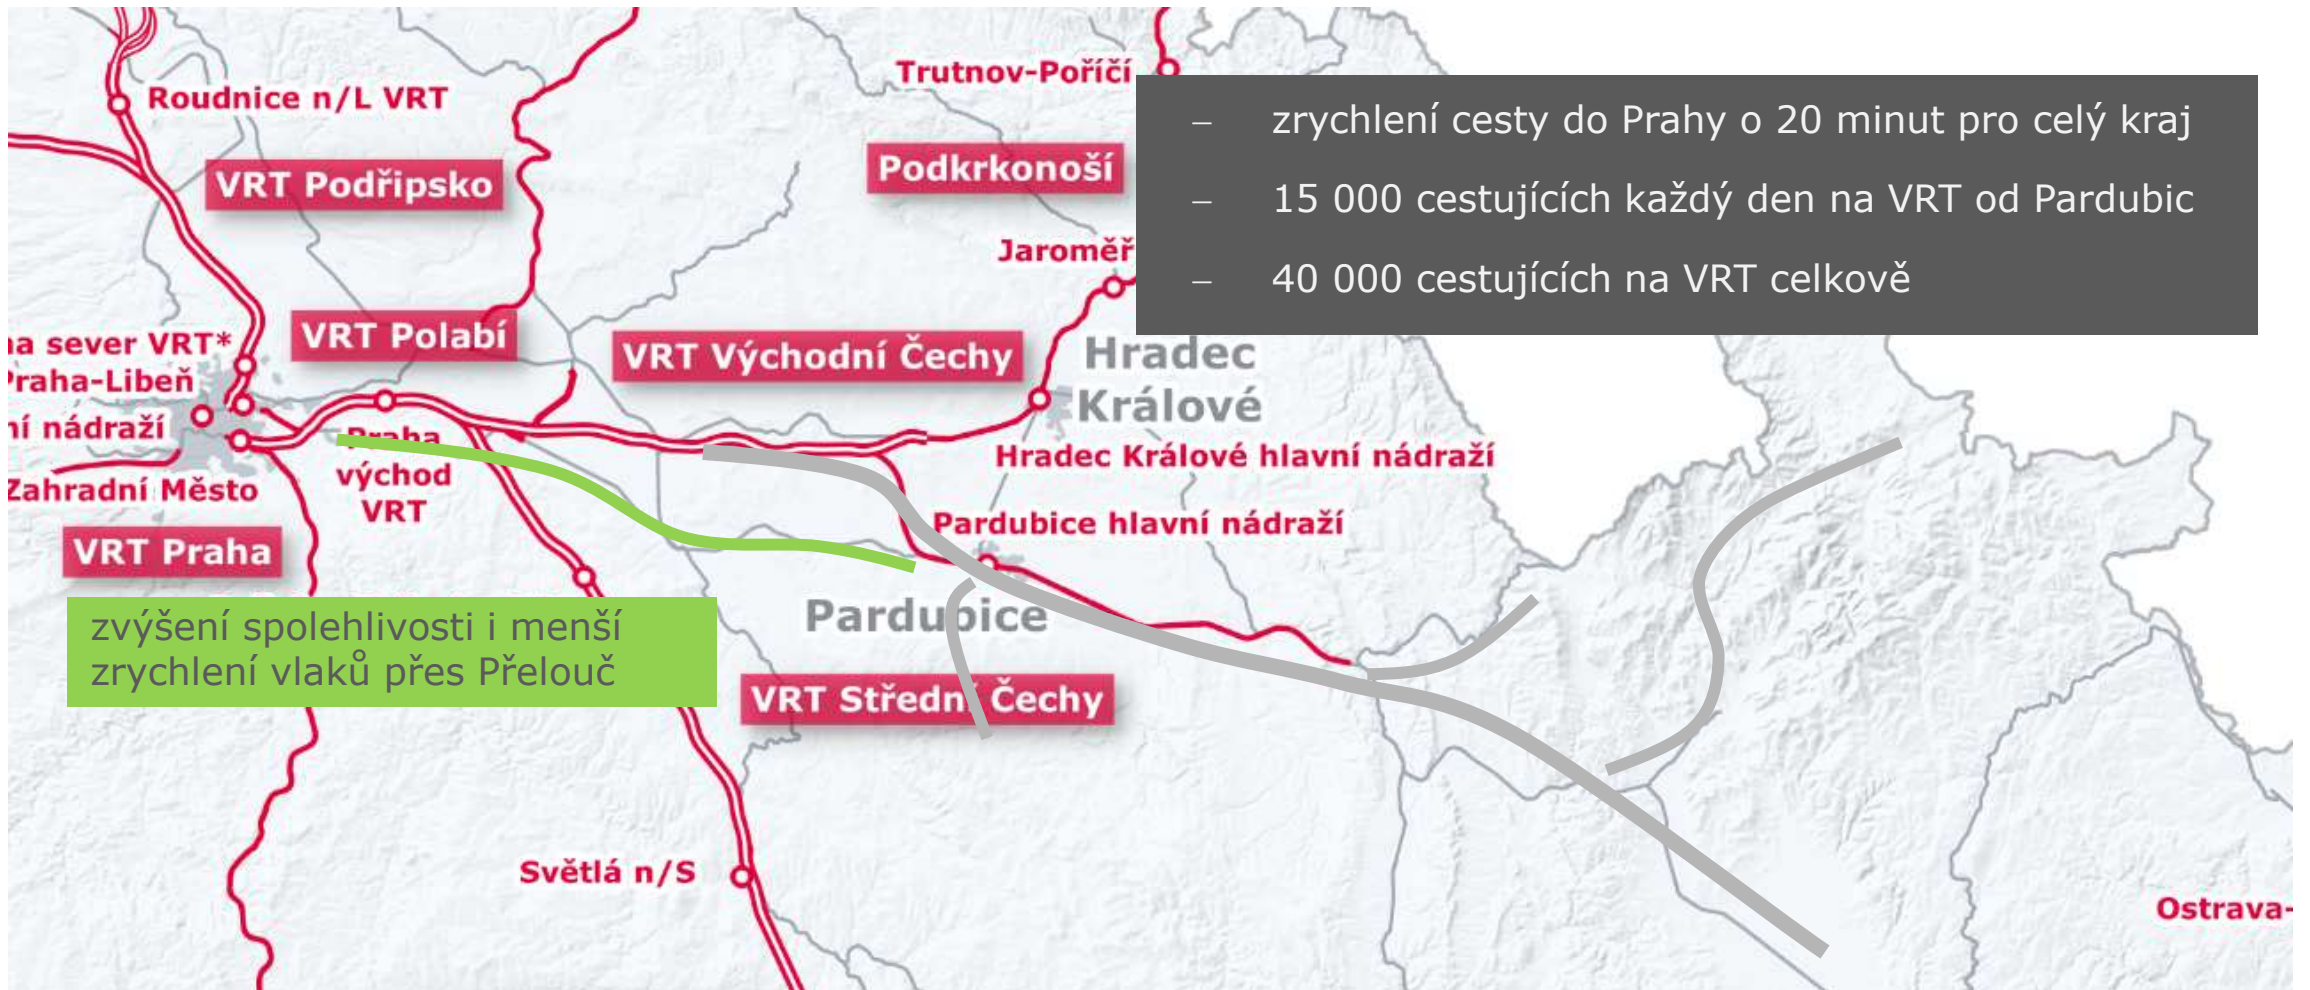 Trutnov-Poříčí
Roudnice n/L VRT
– zrychlení cesty do Prahy o 20 minut pro celý kraj
– 15 000 cestujících každý den na VRT od Pardubic
– 40 000 cestujících na VRT celkově
VRT Podřipsko
Podkrkonoší
Jaroměř
VRT Polabí
VRT Východní Čechy
Hradec
Králové
sever VRT*
Praha-Libeň
nádraží
Praha
východ
VRT
Hradec Králové hlavní nádraží
Zahradní Město
Pardubice hlavní nádraží
VRT Praha
zvýšení spolehlivosti i menší
zrychlení vlaků přes Přelouč
Pardubice
VRT Střední Čechy
Světlá n/S
Ostrava-